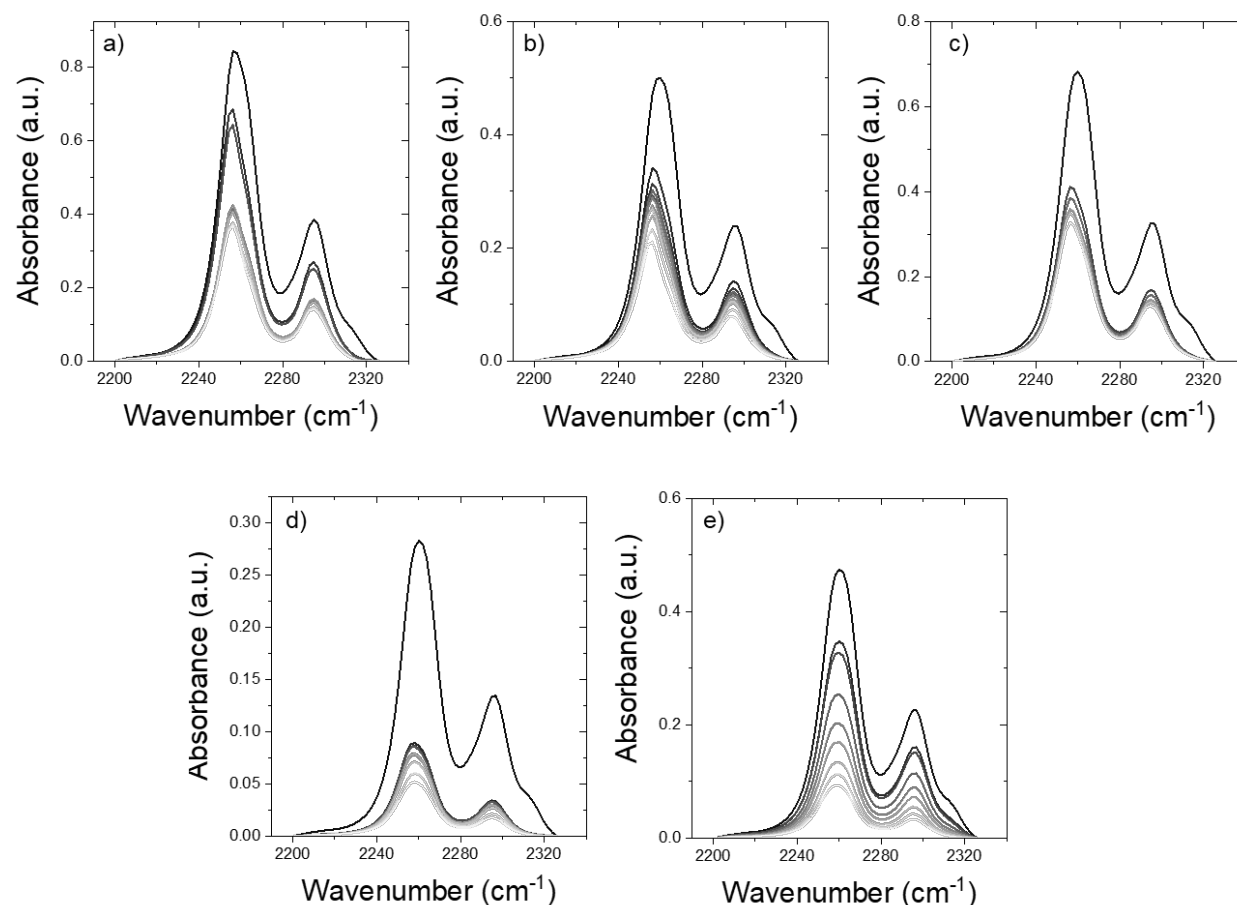 a)
0.8
0.6
0.4
0.2
0.0
2200 2240 2280 2320
Absorbance (a.u.)
Wavenumber (cm-1)
b)
0.6
0.4
0.2
0.0
2200 2240 2280 2320
Absorbance (a.u.)
Wavenumber (cm-1)
c)
0.8
0.6
0.4
0.2
0.0
2200 2240 2280 2320
Absorbance (a.u.)
Wavenumber (cm-1)
d)
0.30
0.25
0.20
0.15
0.10
0.05
0.00
2200 2240 2280 2320
Absorbance (a.u.)
Wavenumber (cm-1)
e)
0.6
0.4
0.2
0.0
2200 2240 2280 2320
Absorbance (a.u.)
Wavenumber (cm-1)